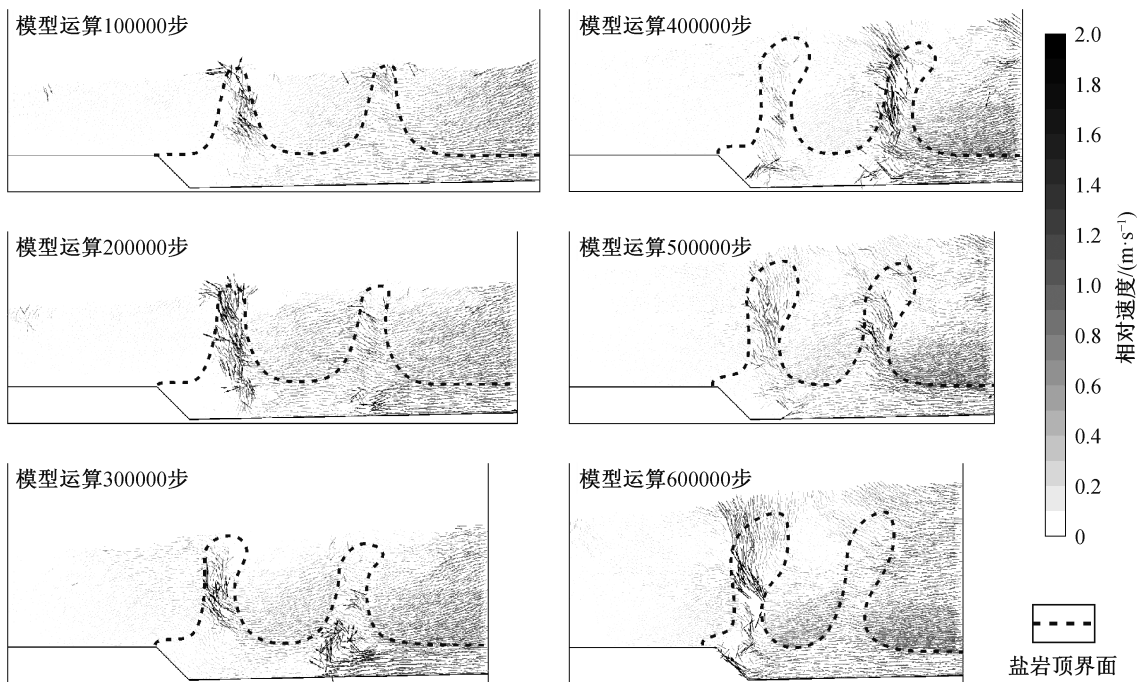 模型运算100000步
模型运算200000步
模型运算300000步
模型运算400000步
模型运算500000步
模型运算600000步
2.0
1.8
1.6
1.4
1.2
1.0
0.8
0.6
0.4
0.2
0
相对速度/(m·s⁻¹)
盐岩顶界面